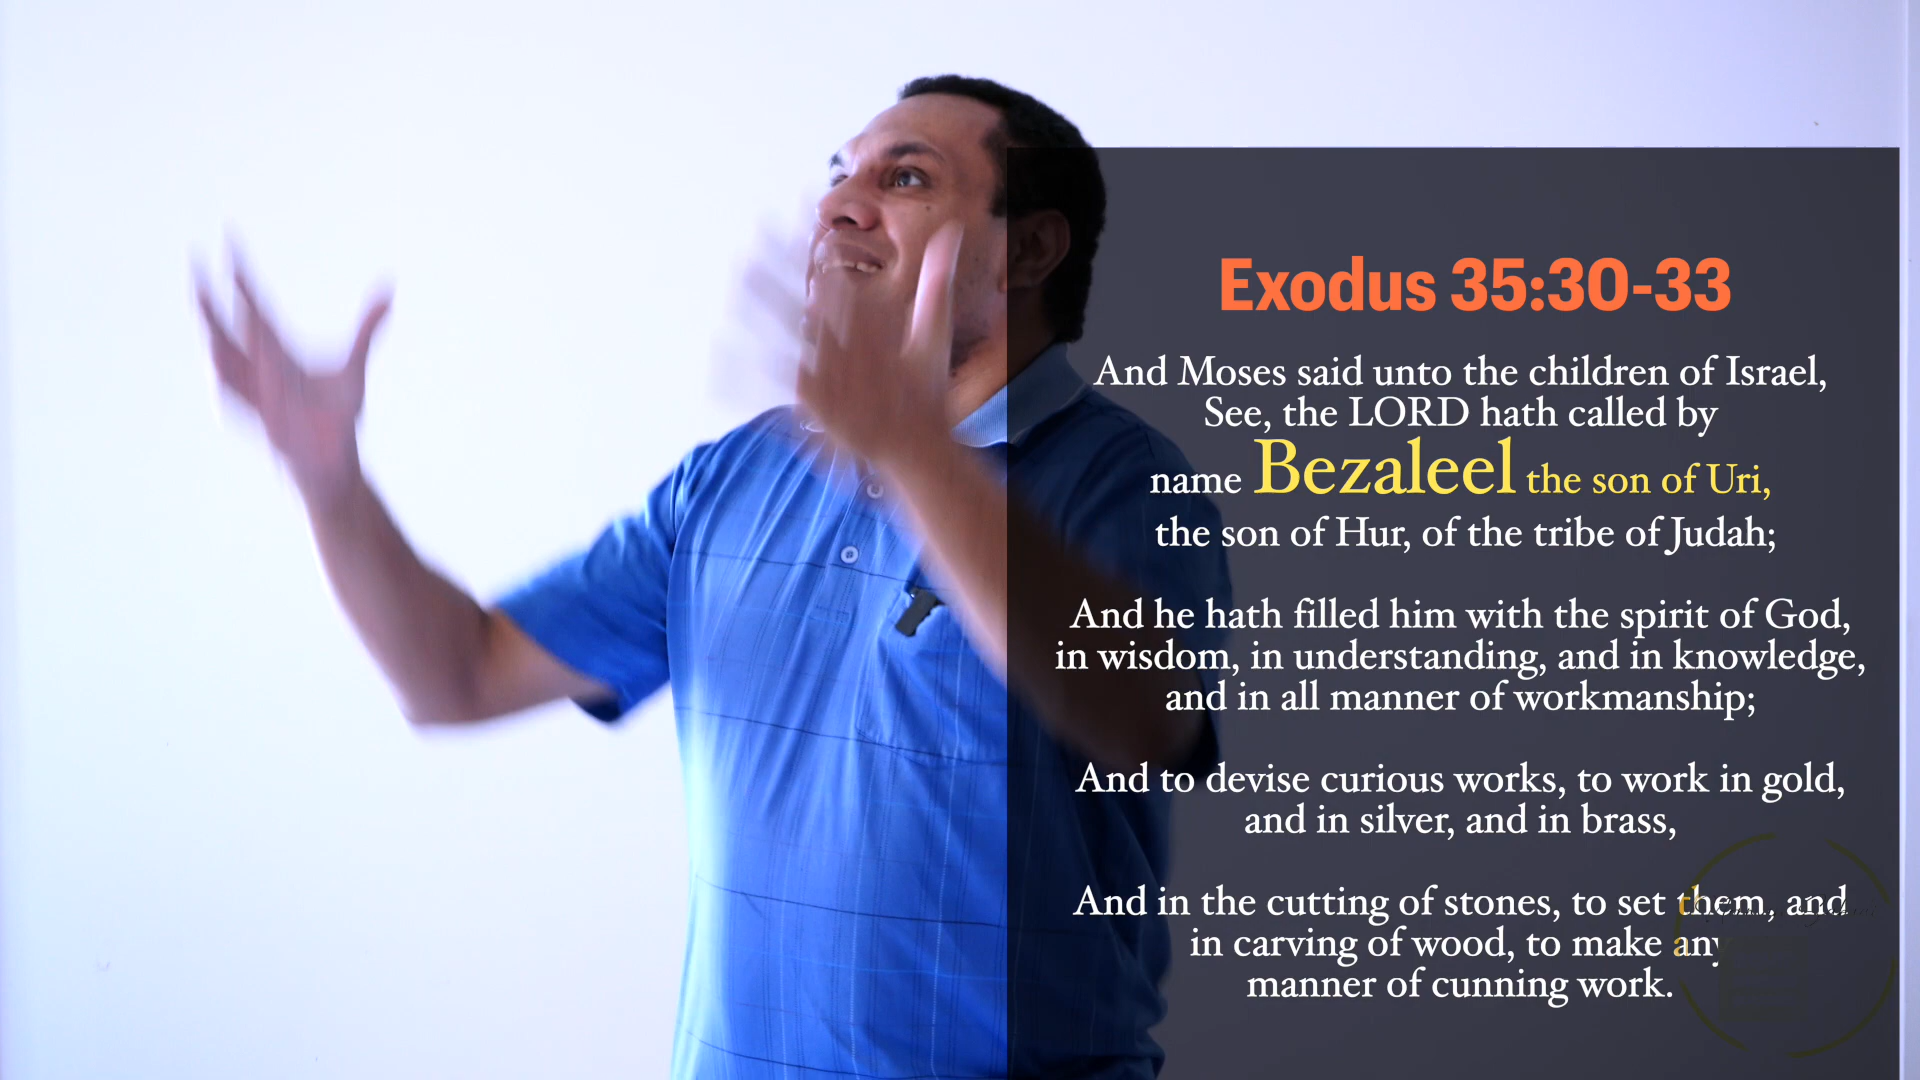 Exodus 35:30-33
And Moses said unto the children of Israel,
See, the LORD hath called by
name Bezaleel the son of Uri,
the son of Hur, of the tribe of Judah;
And he hath filled him with the spirit of God,
in wisdom, in understanding, and in knowledge,
and in all manner of workmanship;
And to devise curious works, to work in gold,
and in silver, and in brass,
And in the cutting of stones, to set them, and
in carving of wood, to make any
manner of cunning work.